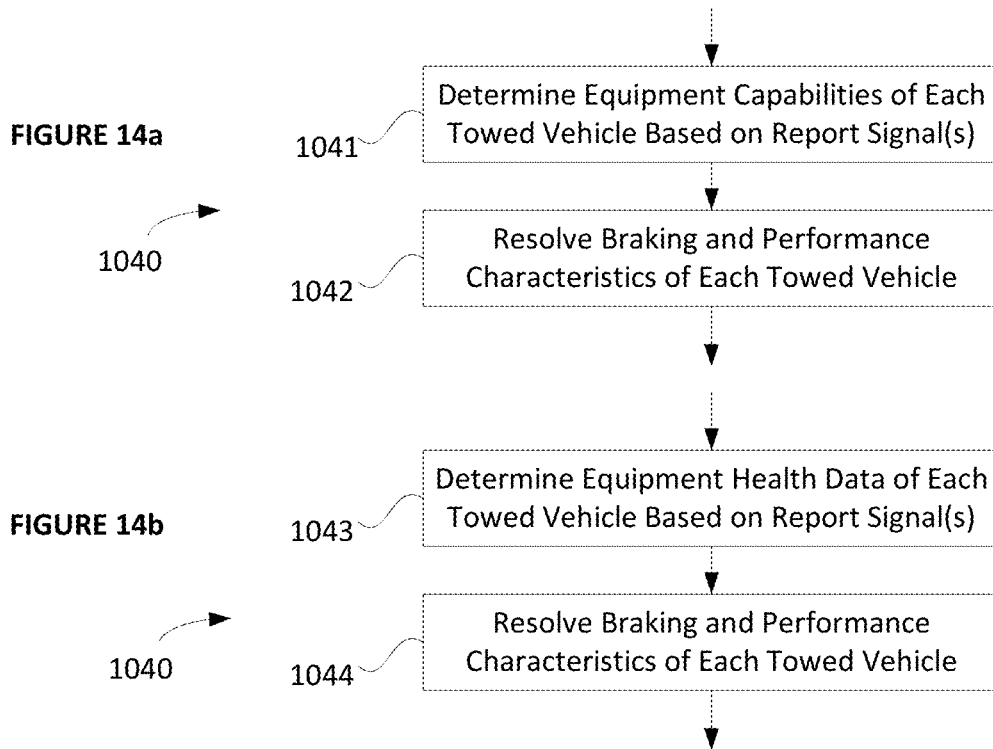 FIGURE 14a
1040
1041
Determine Equipment Capabilities of Each
Towed Vehicle Based on Report Signal(s)
1042
Resolve Braking and Performance
Characteristics of Each Towed Vehicle
FIGURE 14b
1040
1043
Determine Equipment Health Data of Each
Towed Vehicle Based on Report Signal(s)
1044
Resolve Braking and Performance
Characteristics of Each Towed Vehicle